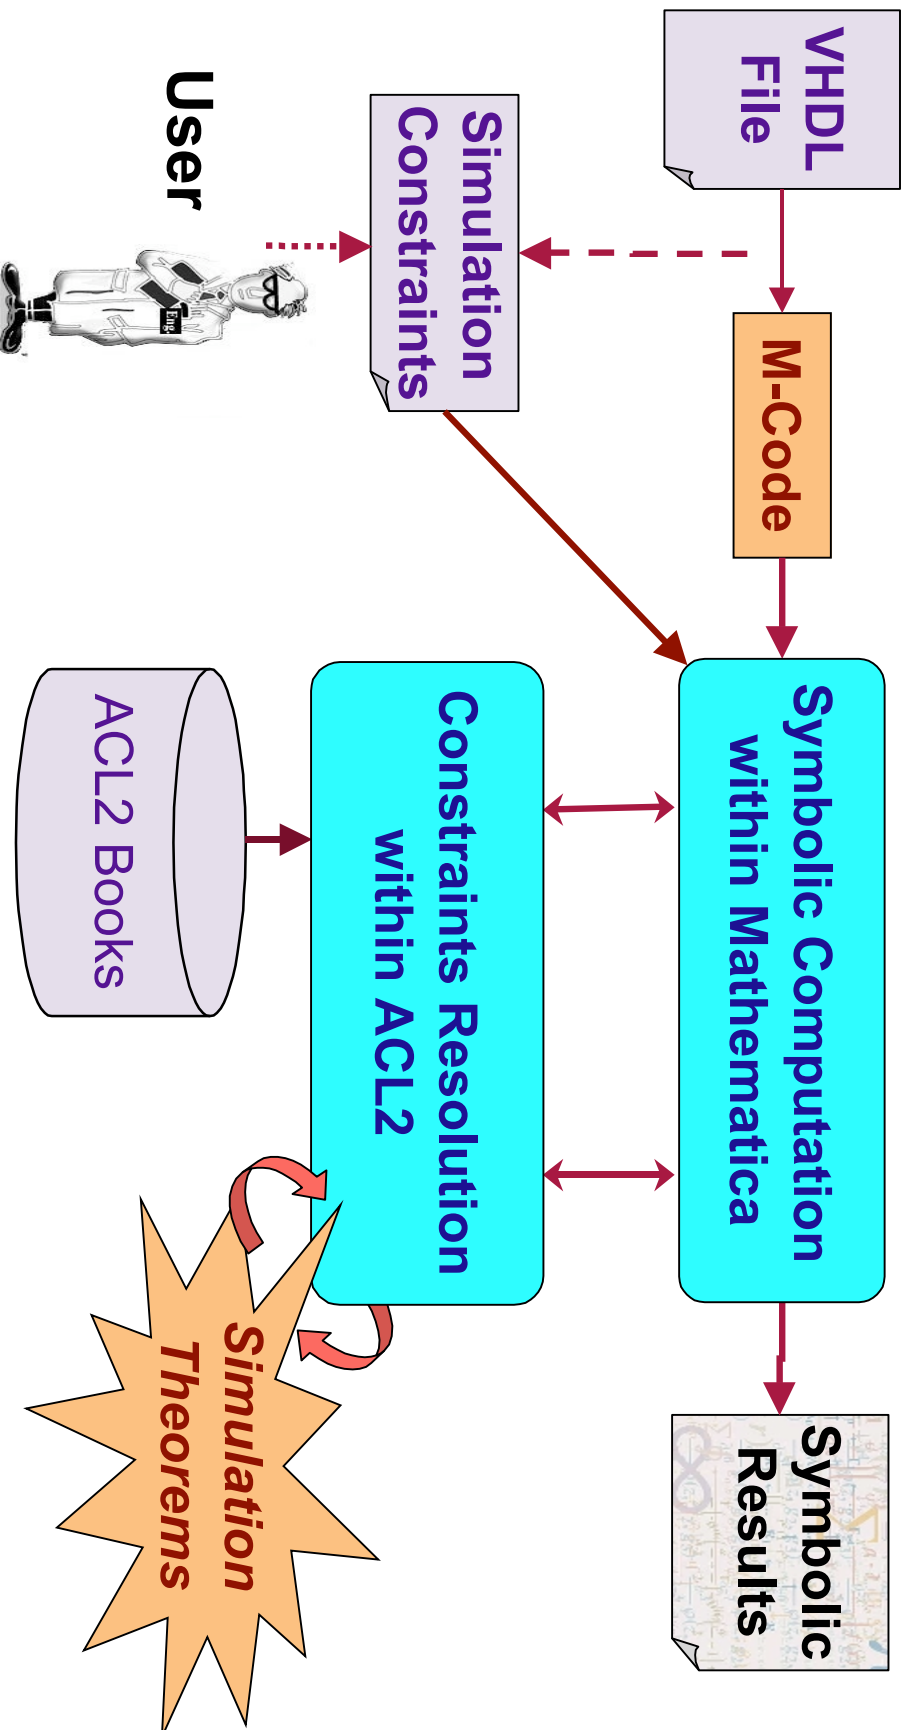 VHDL
File
M-Code
Symbolic Computation
within Mathematica
Symbolic
Results
Simulation
Constraints
Constraints Resolution
within ACL2
User
Eng.
ACL2 Books
Simulation
Theorems